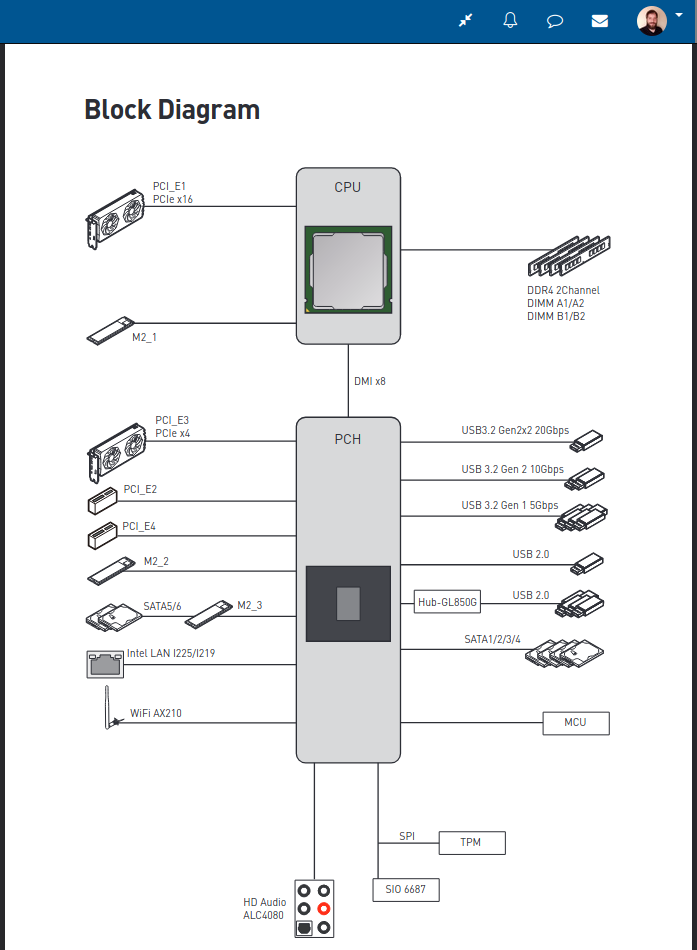 Block Diagram
CPU
PCI_E1
PCIe x16
DDR4 2Channel
DIMM A1/A2
DIMM B1/B2
M2_1
DMI x8
PCH
PCI_E3
PCIe x4
USB3.2 Gen2x2 20Gbps
USB 3.2 Gen 2 10Gbps
PCI_E2
USB 3.2 Gen 1 5Gbps
PCI_E4
USB 2.0
M2_2
Hub-GL850G
USB 2.0
SATA5/6
M2_3
SATA1/2/3/4
Intel LAN I225/I219
WiFi AX210
MCU
SPI
TPM
SIO 6687
HD Audio
ALC4080